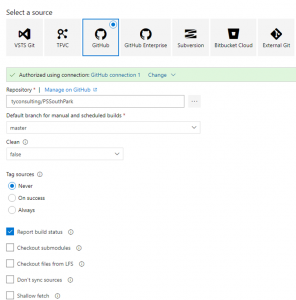 Select a source
VSTS Git
TFVC
GitHub
GitHub Enterprise
Subversion
Bitbucket Cloud
External Git
Authorized using connection: GitHub connection 1 Change
Repository * | Manage on GitHub
tyconsulting/PSSouthPark
Default branch for manual and scheduled builds *
master
Clean
false
Tag sources
Never
On success
Always
Report build status
Checkout submodules
Checkout files from LFS
Don't sync sources
Shallow fetch